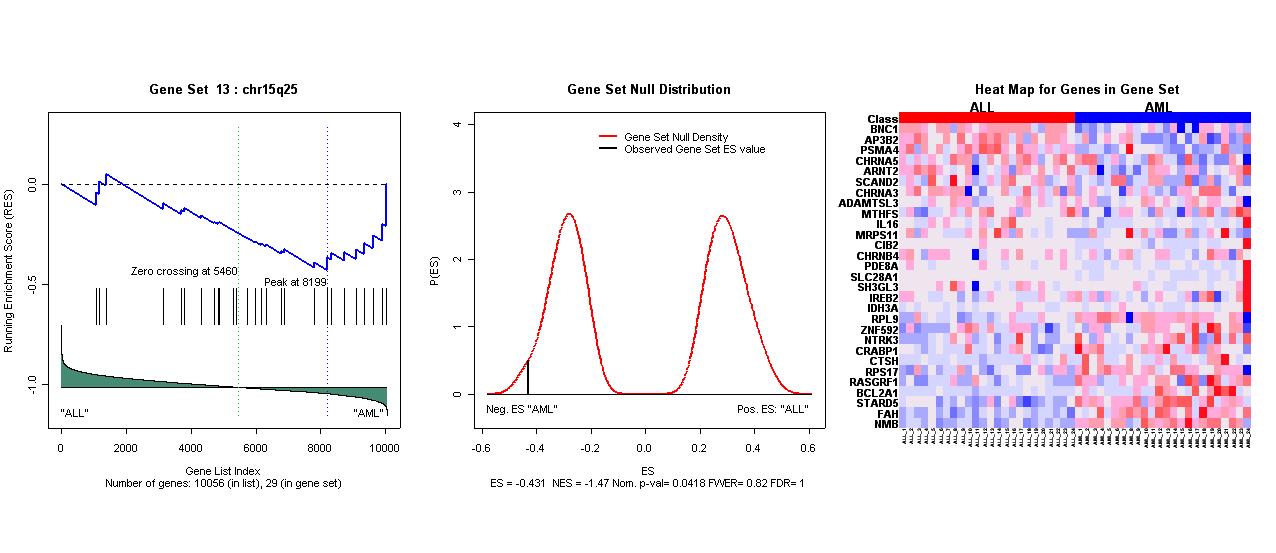 Gene Set  13 : chr15q25
Running Enrichment Score (RES)
0.0
-0.5
-1.0
Zero crossing at 5460
Peak at 8199
"ALL"
"AML"
0
2000
4000
6000
8000
10000
Gene List Index
Number of genes: 10056 (in list), 29 (in gene set)
Gene Set Null Distribution
P(ES)
4
3
2
1
0
Gene Set Null Density
Observed Gene Set ES value
Neg. ES "AML"
Pos. ES: "ALL"
-0.6
-0.4
-0.2
0.0
0.2
0.4
0.6
ES
ES = -0.431  NES = -1.47 Nom. p-val= 0.0418 FWER= 0.82 FDR= 1
Heat Map for Genes in Gene Set
ALL
AML
Class
BNC1
AP3B2
PSMA4
CHRNA5
ARNT2
SCAND2
CHRNA3
ADAMTSL3
MTHFS
IL16
MRPS11
CIB2
CHRNB4
PDE8A
SLC28A1
SH3GL3
IREB2
IDH3A
RPL9
ZNF592
NTRK3
CRABP1
CTSH
RPS17
RASGRF1
BCL2A1
STARD5
FAH
NMB